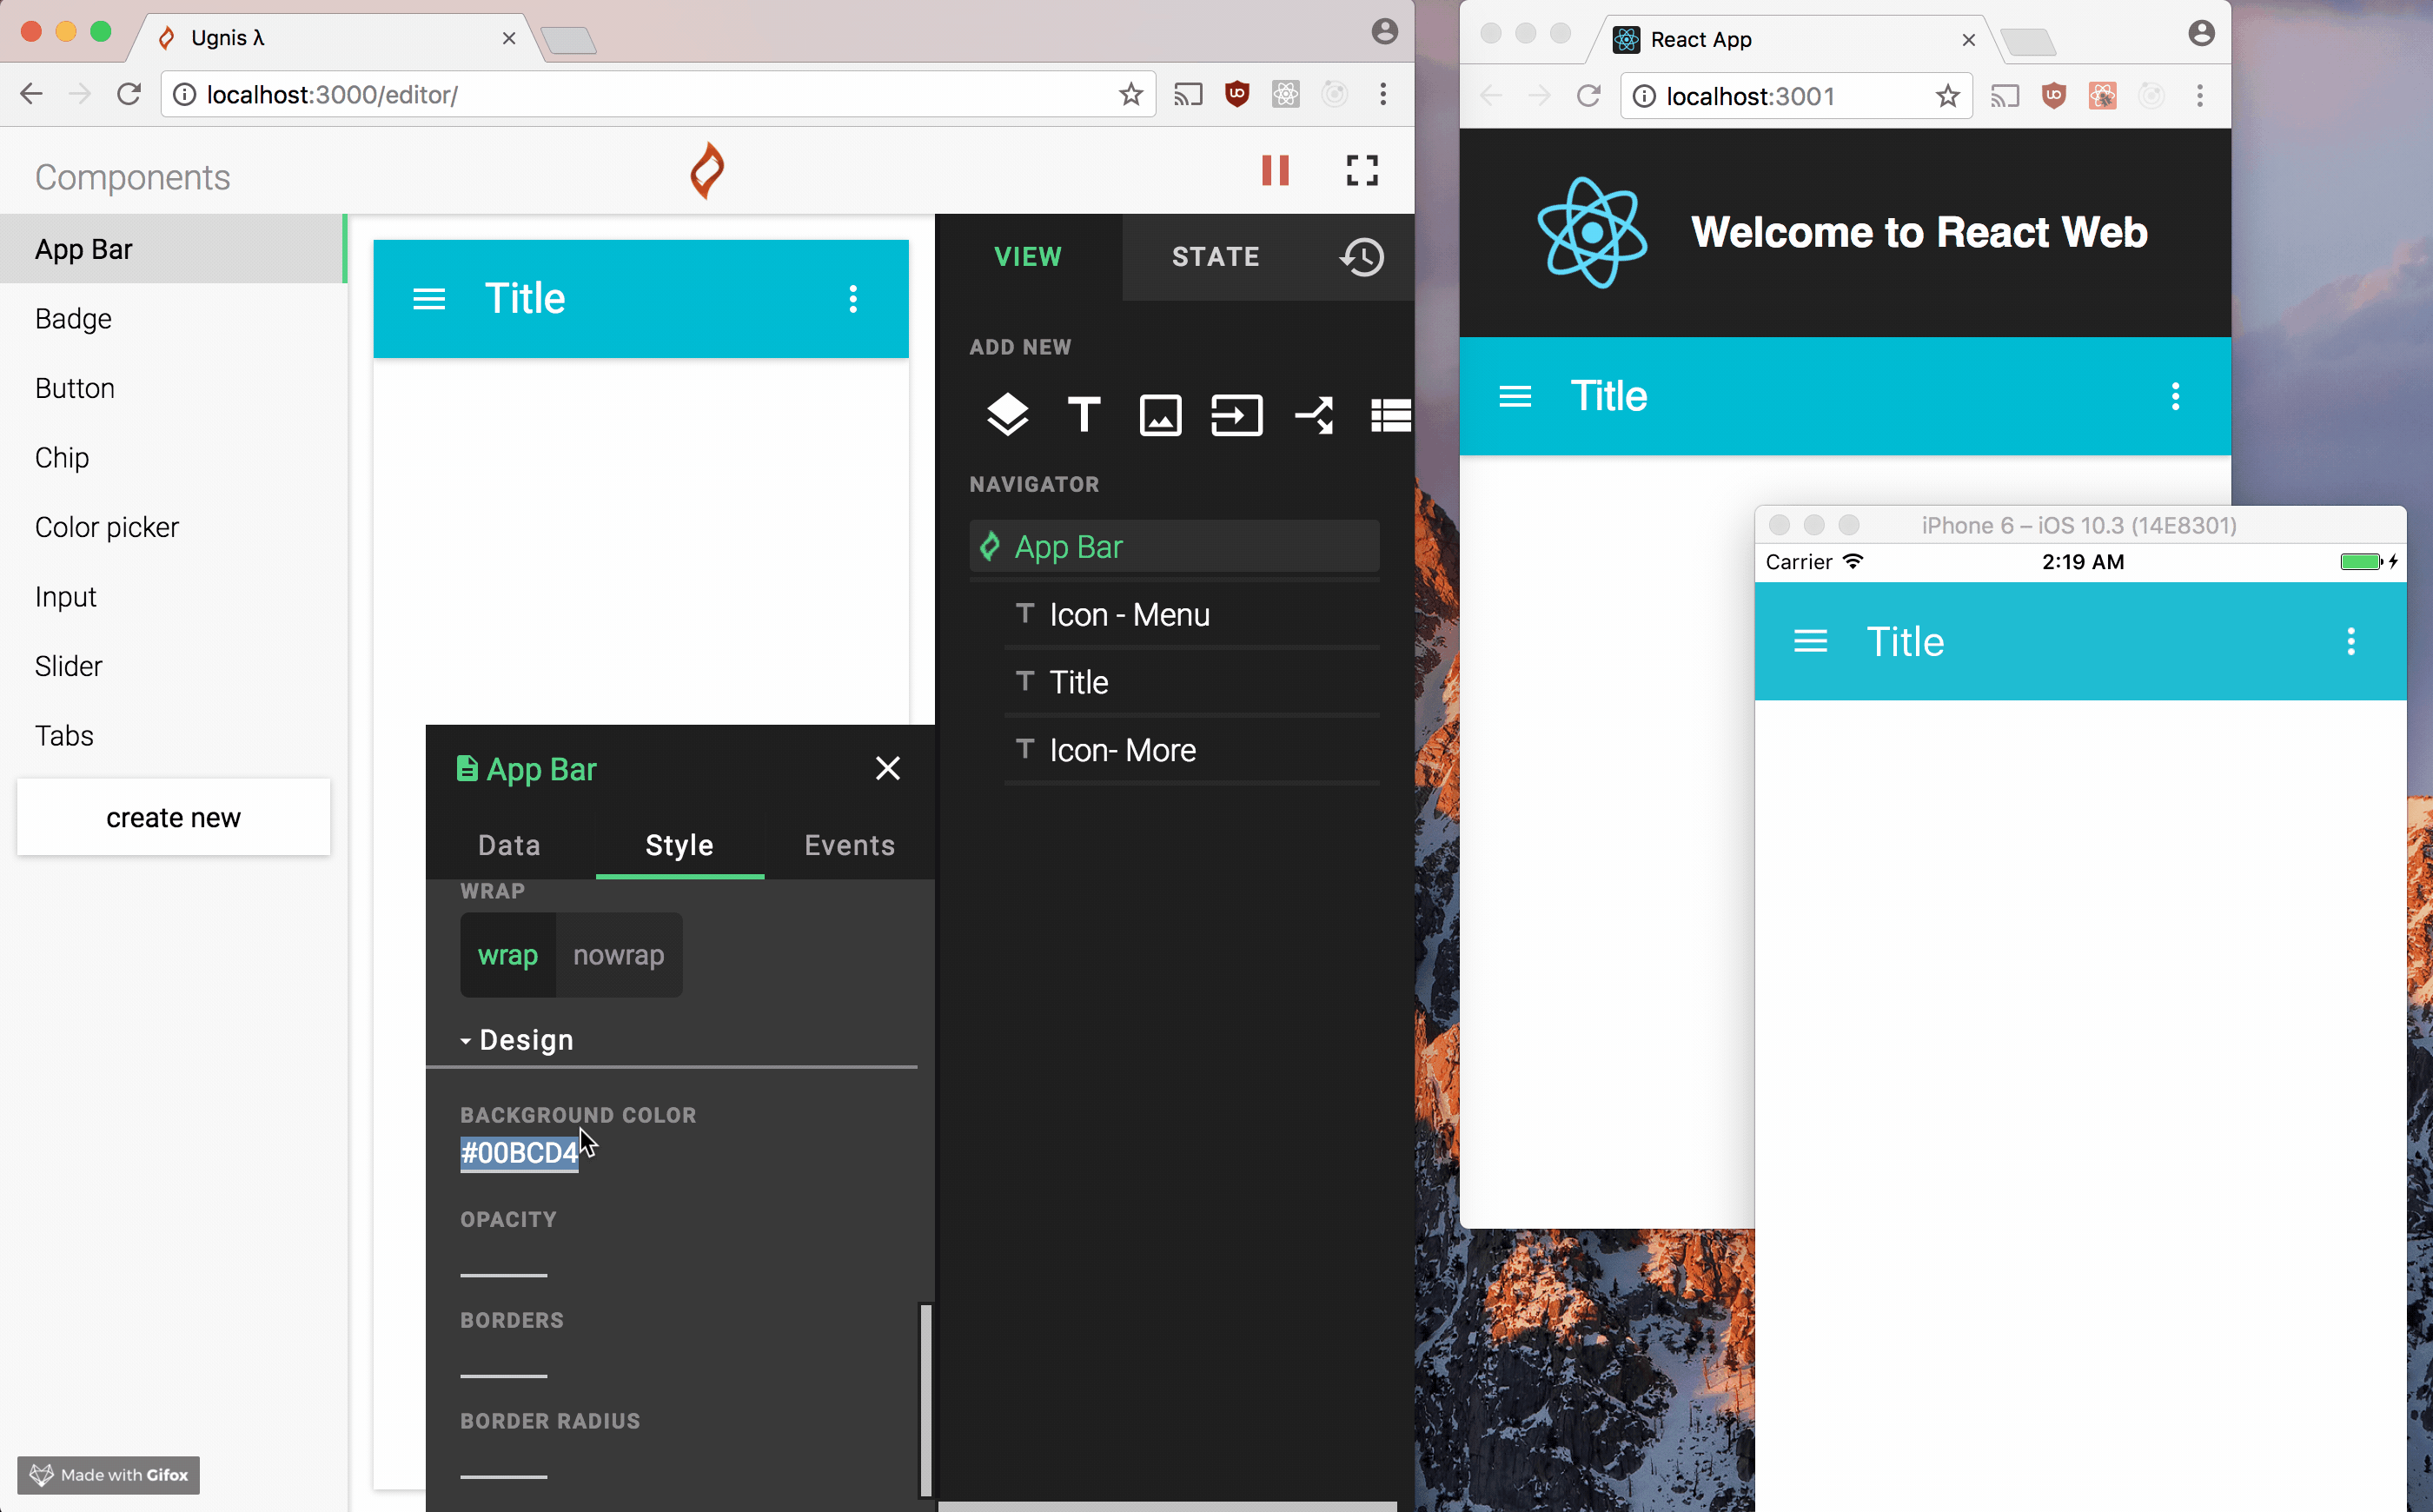 Ugnis λ
localhost:3000/editor/
Components
App Bar
Badge
Button
Chip
Color picker
Input
Slider
Tabs
create new
Made with Gifox
Title
App Bar
Data Style Events
WRAP
wrap nowrap
Design
BACKGROUND COLOR
#00BCD4
OPACITY
BORDERS
BORDER RADIUS
VIEW STATE
ADD NEW
NAVIGATOR
App Bar
T Icon - Menu
T Title
T Icon- More
React App
localhost:3001
Welcome to React Web
Title
iPhone 6 – iOS 10.3 (14E8301)
Carrier 2:19 AM
Title